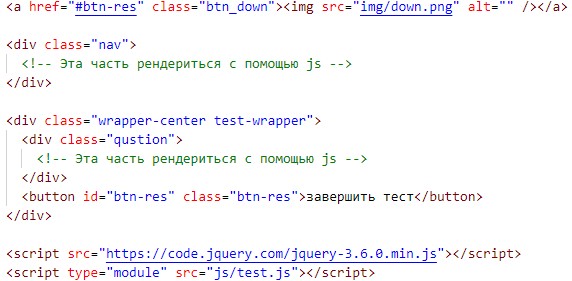 <a href="#btn-res" class="btn_down"><img src="img/down.png" alt="" /></a>
<div class="nav">
<!-- Эта часть рендериться с помощью js -->
</div>
<div class="wrapper-center test-wrapper">
<div class="qustion">
<!-- Эта часть рендериться с помощью js -->
</div>
<button id="btn-res" class="btn-res">завершить тест</button>
</div>
<script src="https://code.jquery.com/jquery-3.6.0.min.js"></script>
<script type="module" src="js/test.js"></script>